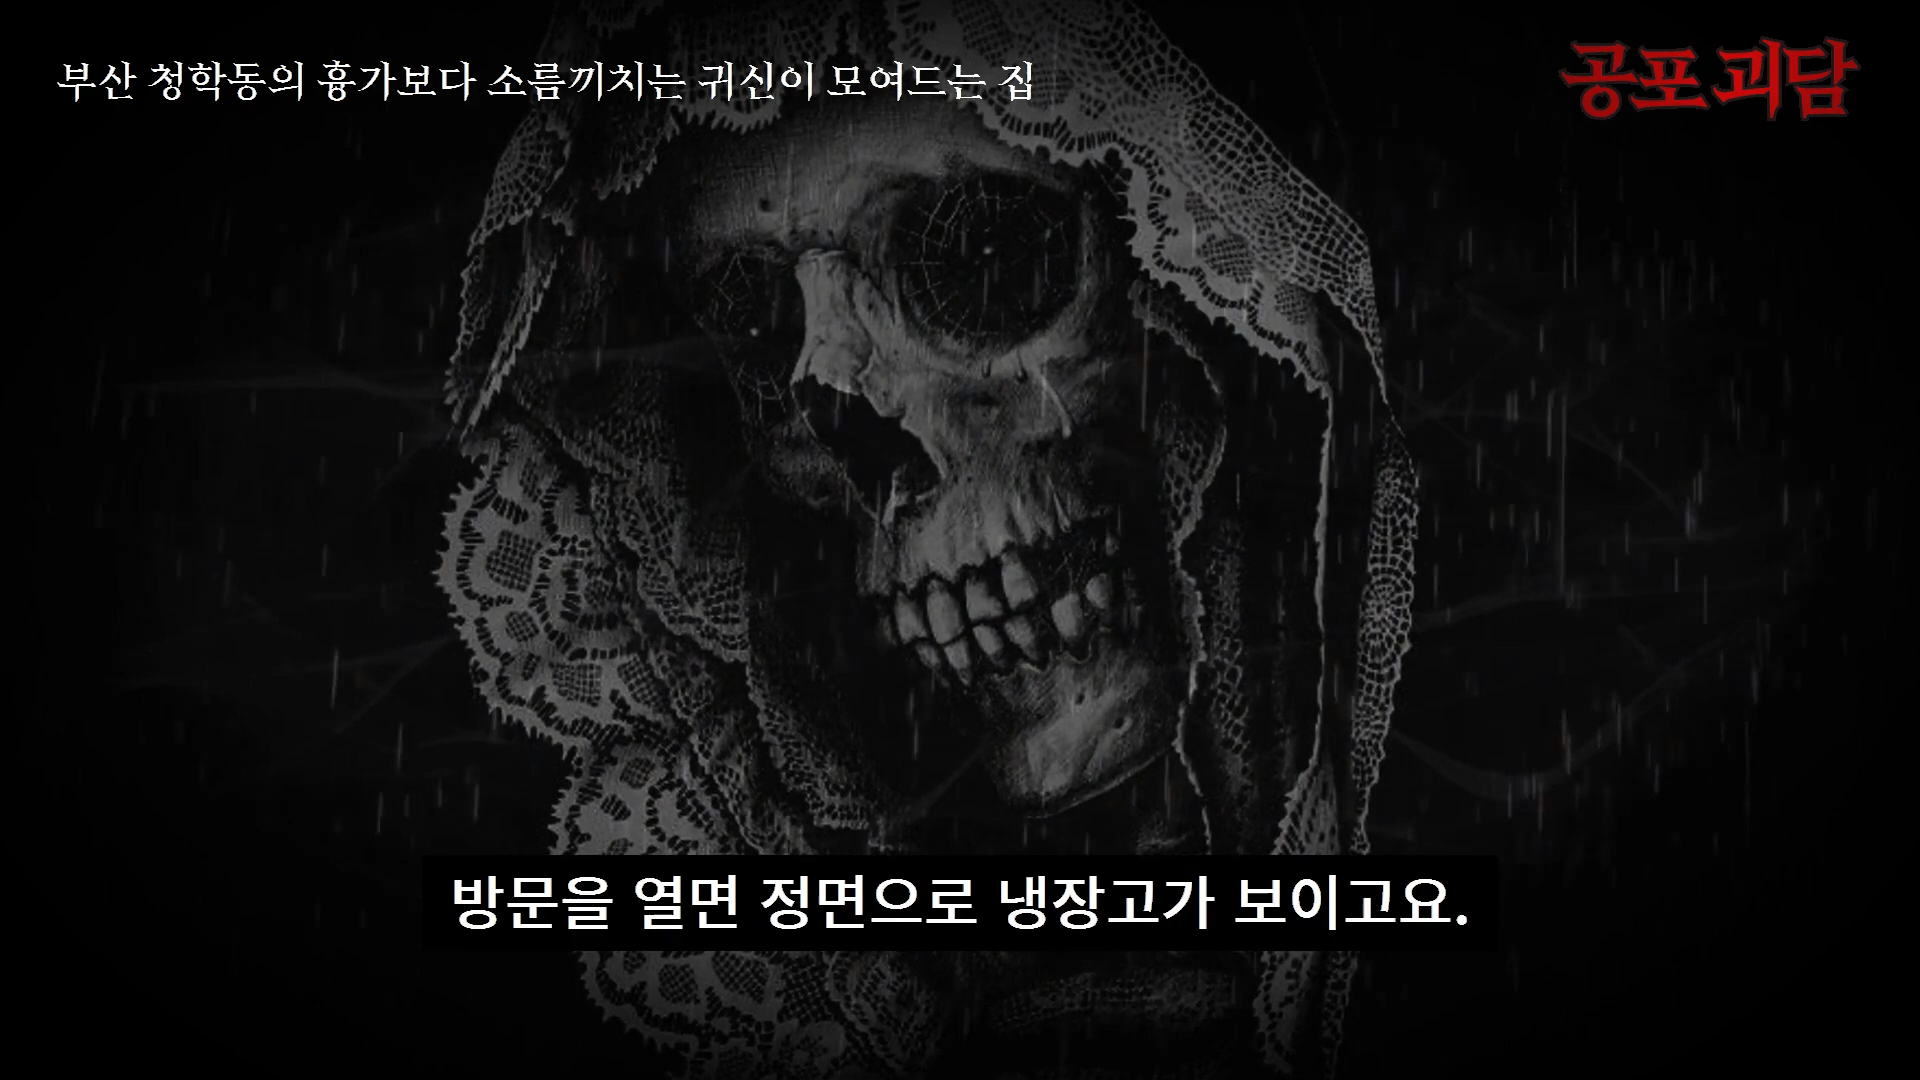 부산 청학동의 흉가보다 소름끼치는 귀신이 모여드는 집
공포괴담
방문을 열면 정면으로 냉장고가 보이고요.